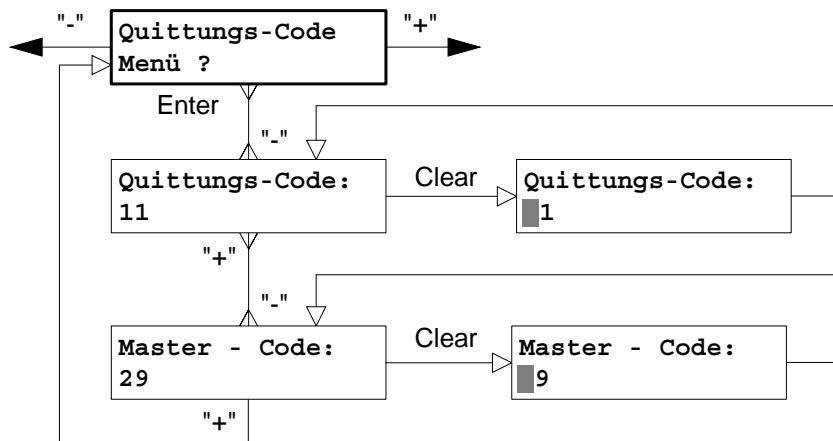 "-"
Quittungs-Code
Menü ?
"+"
Enter
"-"
Quittungs-Code:
11
Clear
Quittungs-Code:
1
"+"
"-"
Master - Code:
29
Clear
Master - Code:
9
"+"